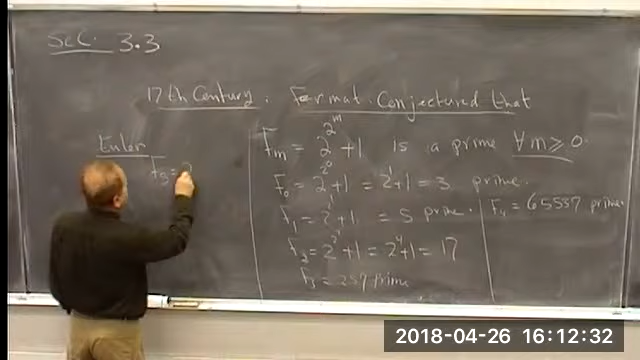 Sec. 3.3
17th Century. Fermat Conjectured that
F_m = 2^{2^m} + 1 is a prime ∀ m ≥ 0.
F_0 = 2^{2^0} + 1 = 2^1 + 1 = 3 prime.
F_1 = 2^{2^1} + 1 = 5 prime.
F_2 = 2^{2^2} + 1 = 2^4 + 1 = 17
F_3 = 257 prime
F_4 = 65537 prime
Euler
F_5 = 2
2018-04-26 16:12:32